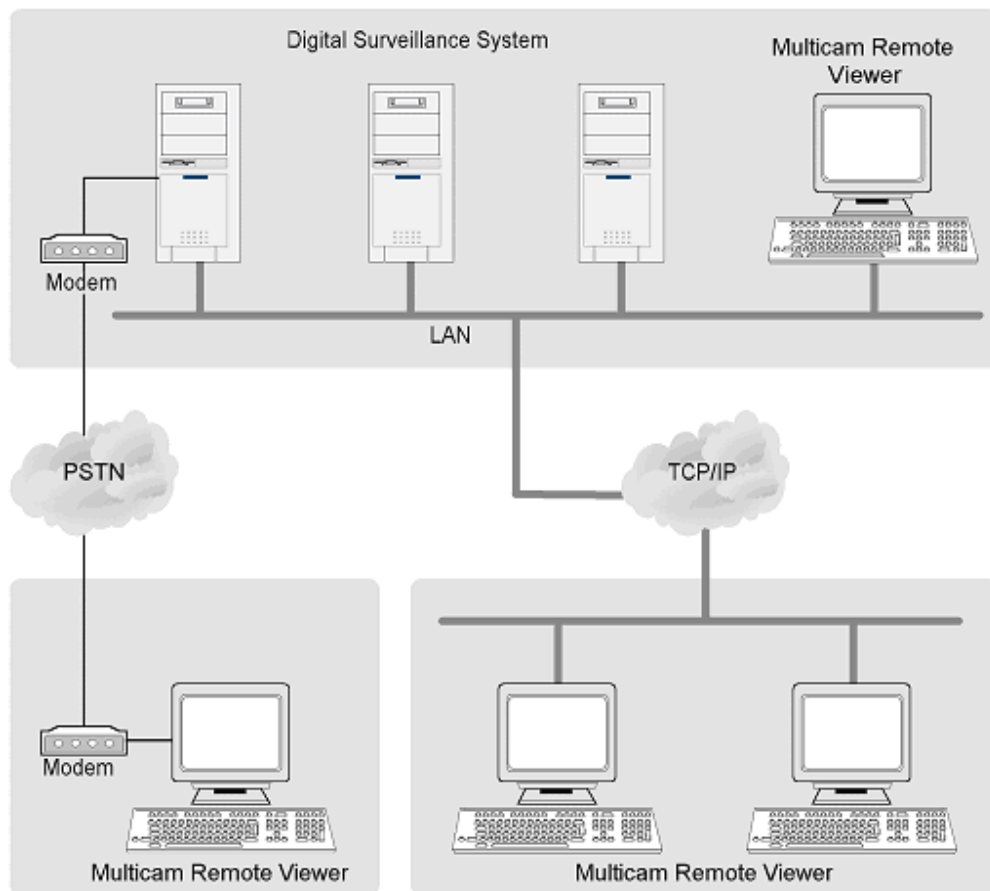 Digital Surveillance System
Multicam Remote
Viewer
Modem
LAN
PSTN
TCP/IP
Modem
Multicam Remote Viewer
Multicam Remote Viewer